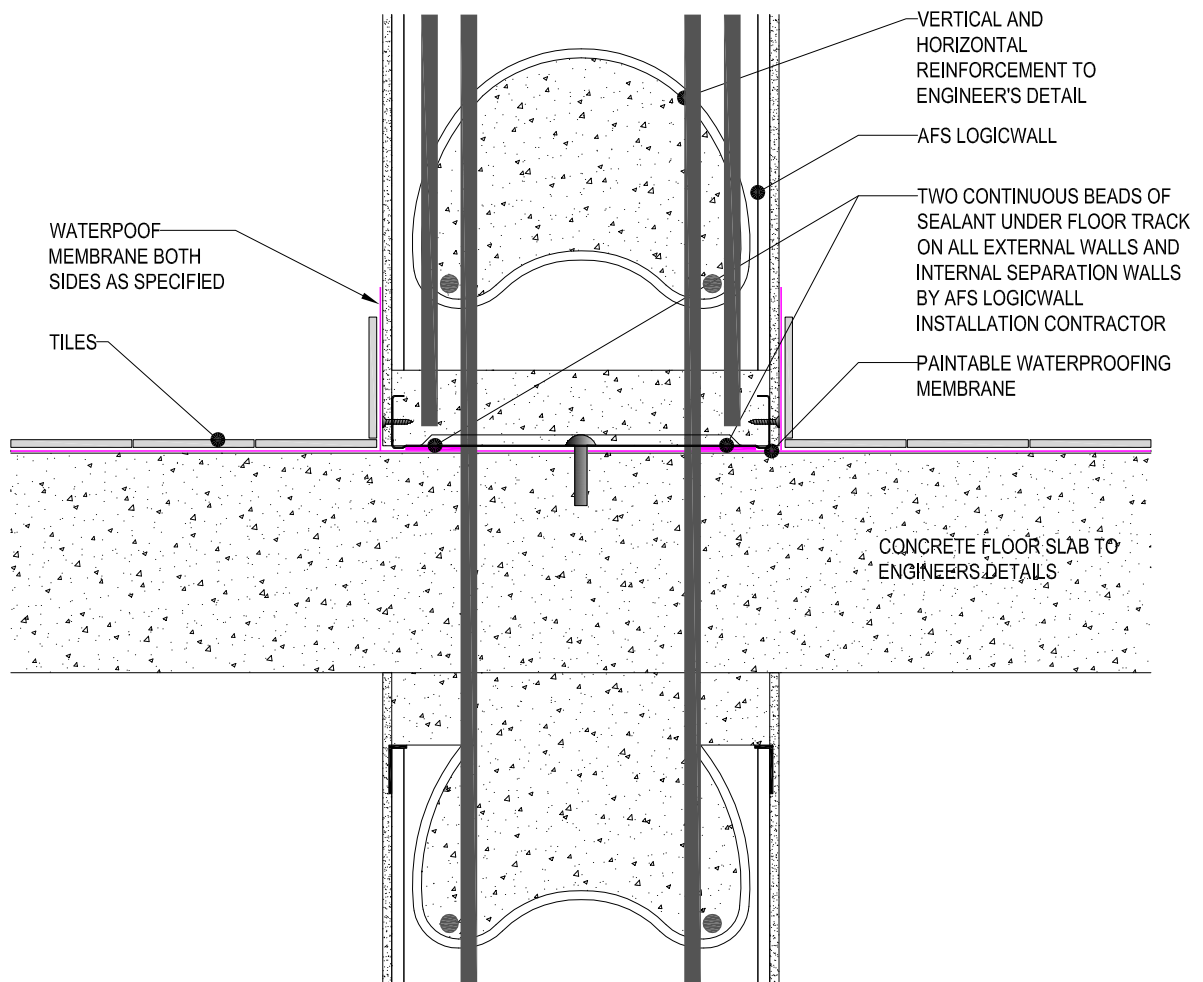 VERTICAL AND
HORIZONTAL
REINFORCEMENT TO
ENGINEER'S DETAIL
AFS LOGICWALL
TWO CONTINUOUS BEADS OF
SEALANT UNDER FLOOR TRACK
ON ALL EXTERNAL WALLS AND
INTERNAL SEPARATION WALLS
BY AFS LOGICWALL
INSTALLATION CONTRACTOR
PAINTABLE WATERPROOFING
MEMBRANE
WATERPOOF
MEMBRANE BOTH
SIDES AS SPECIFIED
TILES
CONCRETE FLOOR SLAB TO
ENGINEERS DETAILS